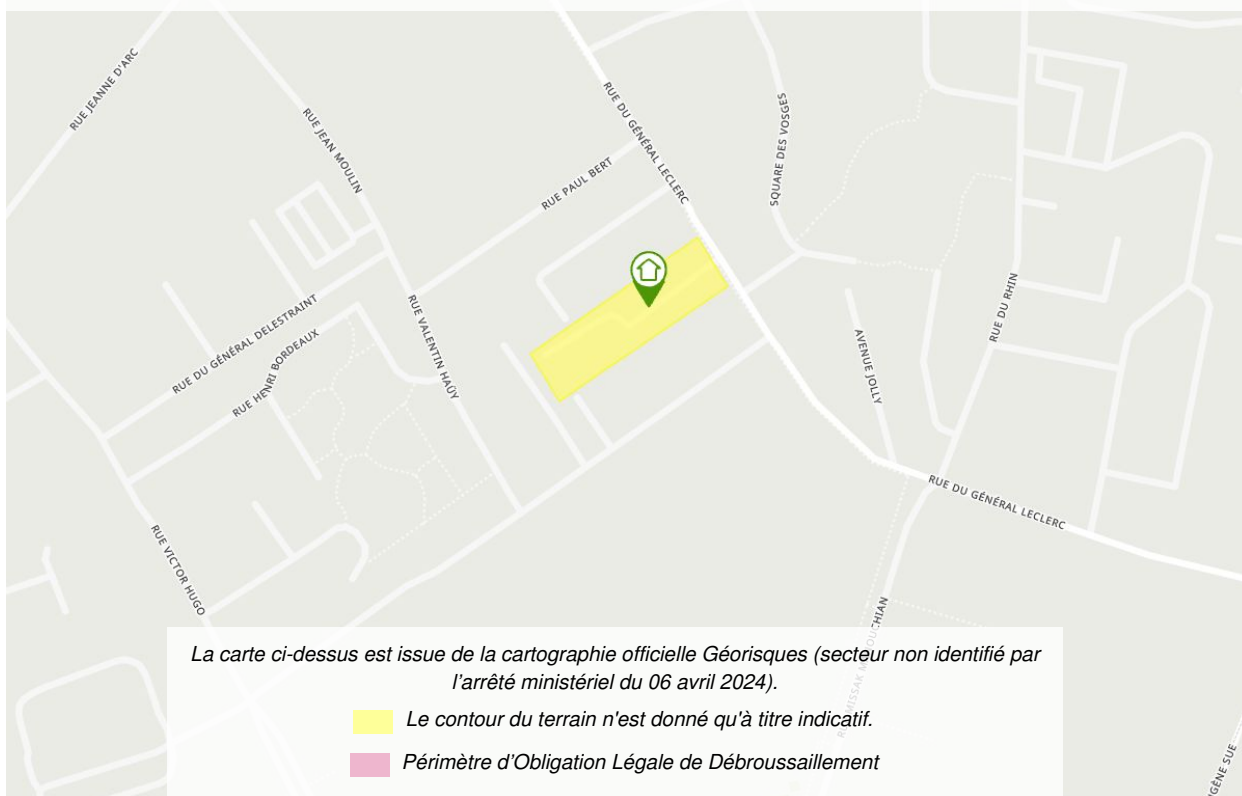 RUE JEANNE D'ARC
RUE JEAN MOULIN
RUE DU GÉNÉRAL LECLERC
SQUARE DES VOSGES
RUE PAUL BERT
RUE DU RHIN
RUE DU GÉNÉRAL DELESTRAINT
RUE HENRI BORDEAUX
RUE VALENTIN HAÜY
AVENUE JOLLY
RUE DU GÉNÉRAL LECLERC
RUE VICTOR HUGO
La carte ci-dessus est issue de la cartographie officielle Géorisques (secteur non identifié par
l'arrêté ministériel du 06 avril 2024).
Le contour du terrain n'est donné qu'à titre indicatif.
Périmètre d'Obligation Légale de Débroussaillement